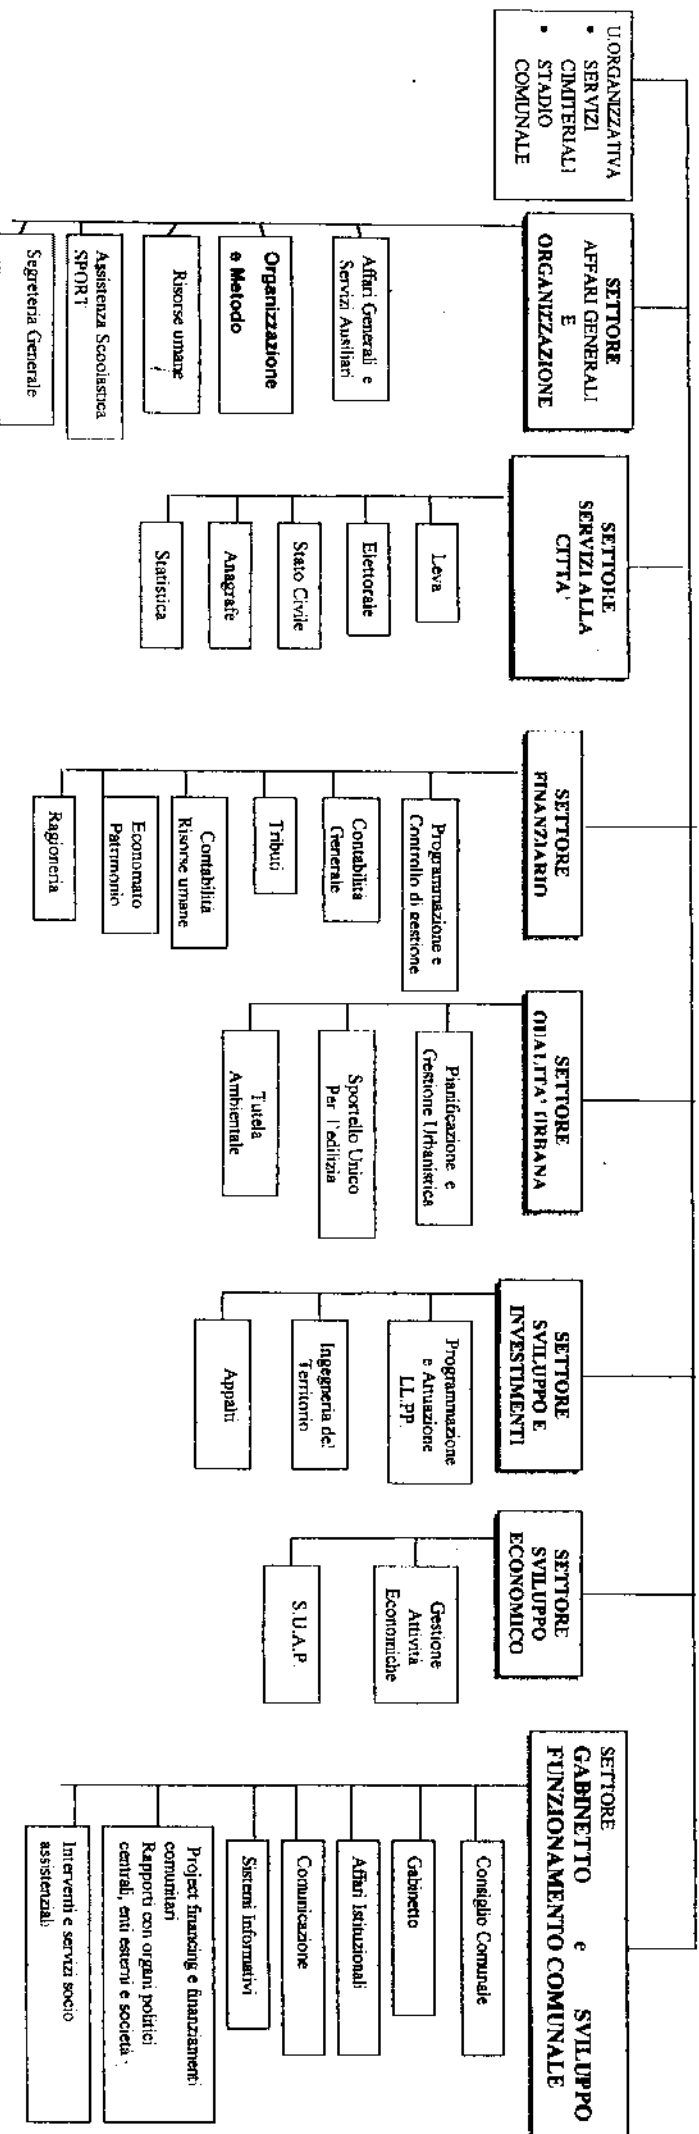 U.ORGANIZZATIVA
• SERVIZI
CIMITERIALI
• STADIO
COMUNALE
SETTORE
AFFARI GENERALI
E
ORGANIZZAZIONE
Affari Generali e
Servizi Ausiliari
Organizzazione
e Metodo
Risorse umane
Assistenza Scoolastica
SPORT
Segreteria Generale
SETTORE
SERVIZI ALLA
CITTA'
Leva
Elettorale
Stato Civile
Anagrafe
Statistica
SETTORE
FINANZIARIO
Programmazione e
Controllo di gestione
Contabilità
Generale
Tributi
Contabilità
Risorse umane
Economato
Patrimonio
Ragioneria
SETTORE
QUALITA' URBANA
Pianificazione e
Gestione Urbanistica
Sportello Unico
Per l'edilizia
Tutela
Ambientale
SETTORE
SVILUPPO E
INVESTIMENTI
Programmazione
e Attuazione
LL.PP.
Ingegneria del
Territorio
Appalti
SETTORE
SVILUPPO
ECONOMICO
Gestione
Attività
Economiche
S.U.A.P.
SETTORE
GABINETTO e SVILUPPO
FUNZIONAMENTO COMUNALE
Consiglio Comunale
Gabinetto
Affari Istituzionali
Comunicazione
Sistemi Informativi
Project financing e finanziamenti
comunitari
Rapporti con organi politici
centrali, enti esterni e società
Interventi e servizi socio
assistenziali